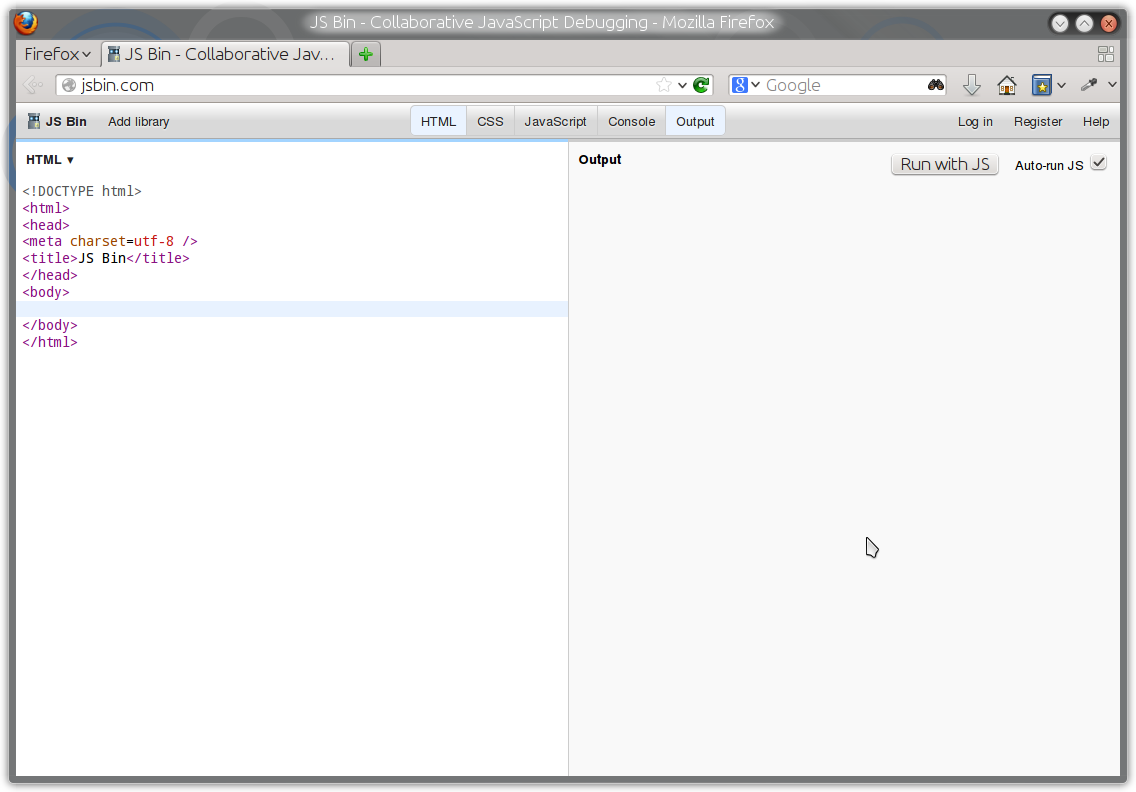 JS Bin - Collaborative JavaScript Debugging - Mozilla Firefox
Firefox JS Bin - Collaborative Jav...
jsbin.com Google
JS Bin Add library HTML CSS JavaScript Console Output Log in Register Help
HTML ▾ Output Run with JS Auto-run JS
<!DOCTYPE html>
<html>
<head>
<meta charset=utf-8 />
<title>JS Bin</title>
</head>
<body>
</body>
</html>